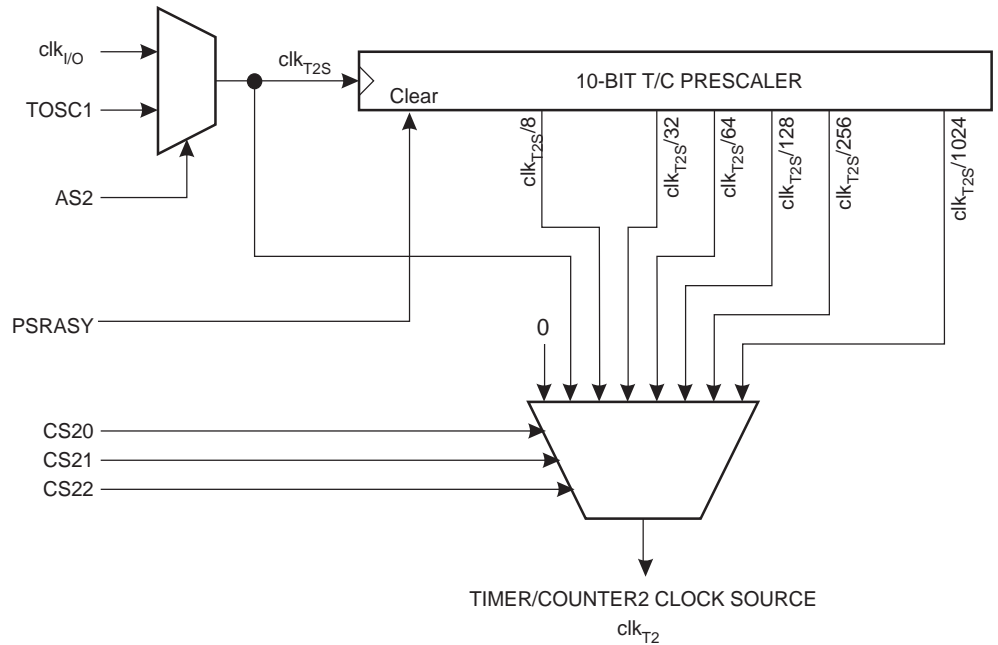 clkI/O
clkT2S
10-BIT T/C PRESCALER
TOSC1
Clear
clkT2S/8
clkT2S/32
clkT2S/64
clkT2S/128
clkT2S/256
clkT2S/1024
AS2
PSRASY
0
CS20
CS21
CS22
TIMER/COUNTER2 CLOCK SOURCE
clkT2